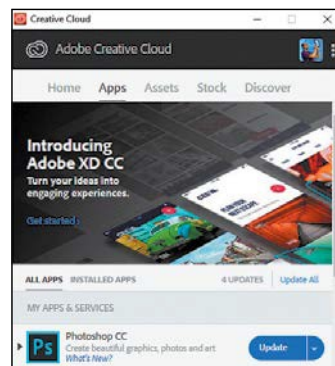 Creative Cloud
Adobe Creative Cloud
Home Apps Assets Stock Discover
Introducing
Adobe XD CC
Turn your ideas into
engaging experiences.
Get started ›
ALL APPS INSTALLED APPS 4 UPDATES Update All
MY APPS & SERVICES
Ps Photoshop CC
Create beautiful graphics, photos and art
What's New?
Update